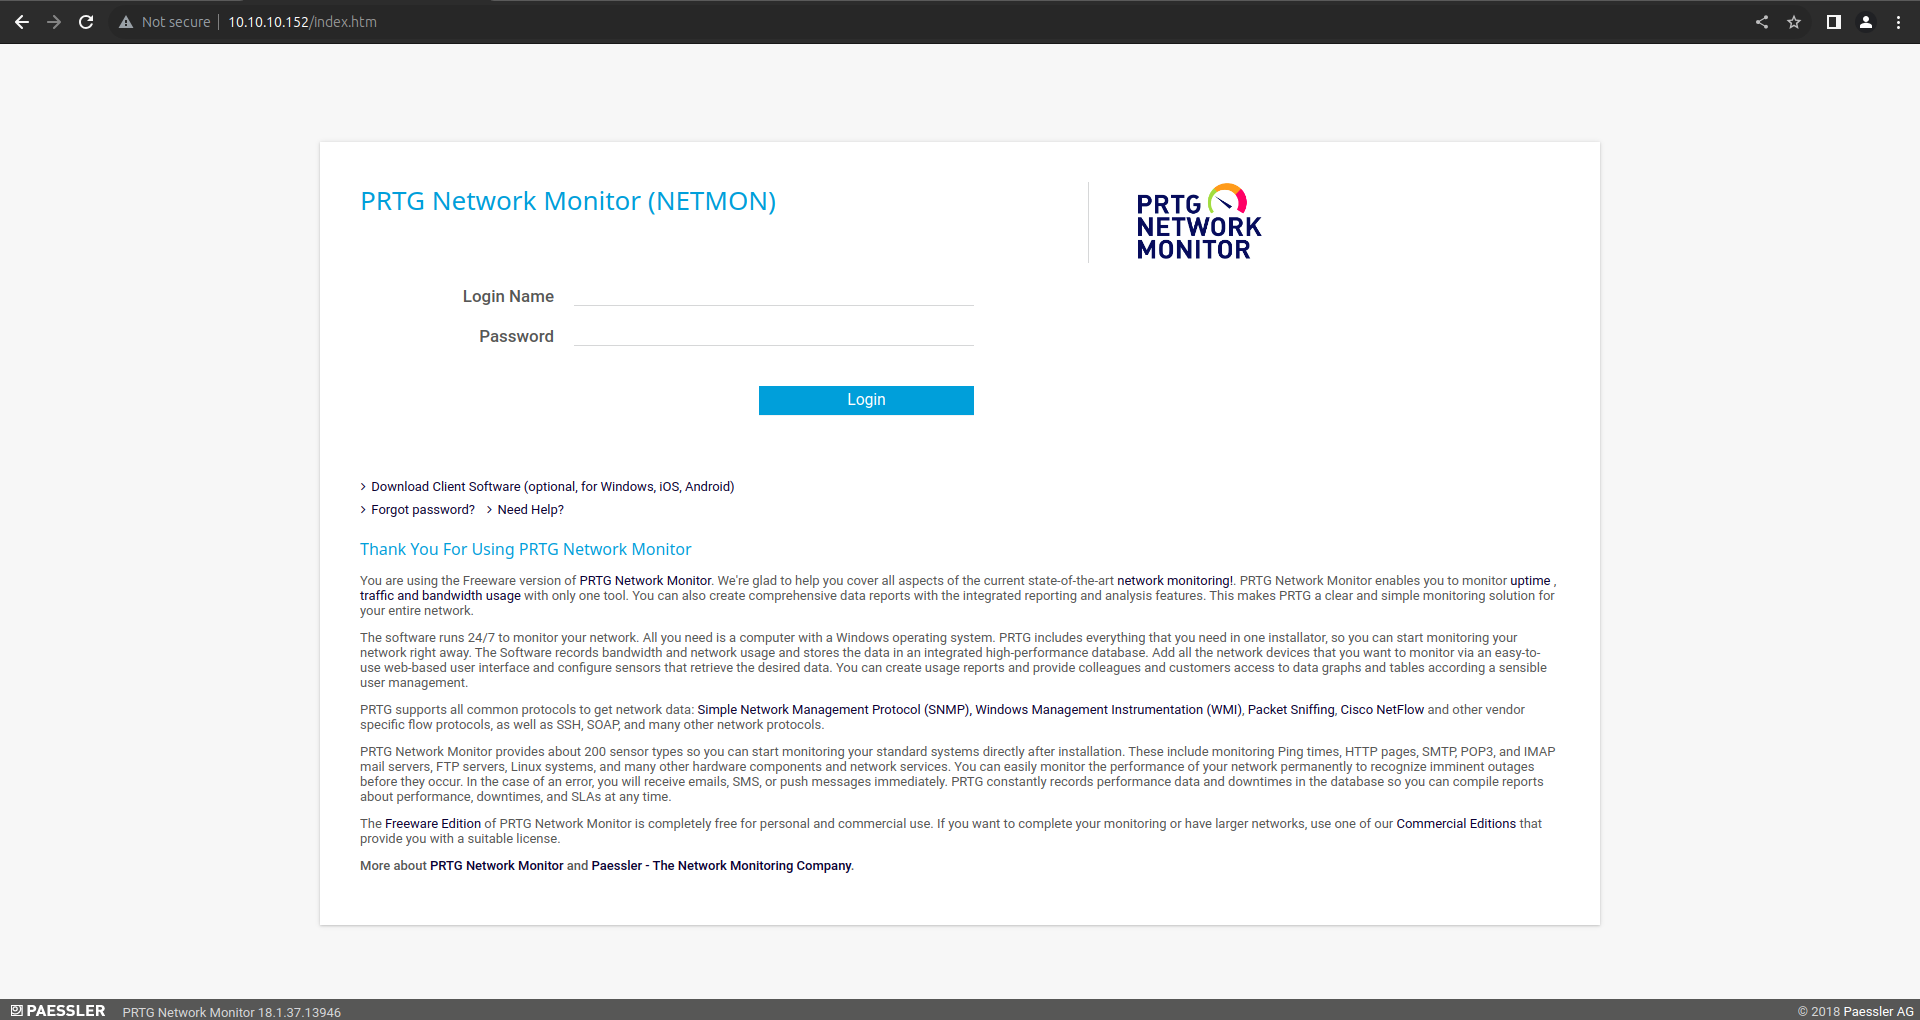 Not secure | 10.10.10.152/index.htm
PRTG Network Monitor (NETMON)
PRTG
NETWORK
MONITOR
Login Name
Password
Login
> Download Client Software (optional, for Windows, iOS, Android)
> Forgot password? > Need Help?
Thank You For Using PRTG Network Monitor
You are using the Freeware version of PRTG Network Monitor. We're glad to help you cover all aspects of the current state-of-the-art network monitoring!. PRTG Network Monitor enables you to monitor uptime ,
traffic and bandwidth usage with only one tool. You can also create comprehensive data reports with the integrated reporting and analysis features. This makes PRTG a clear and simple monitoring solution for
your entire network.
The software runs 24/7 to monitor your network. All you need is a computer with a Windows operating system. PRTG includes everything that you need in one installator, so you can start monitoring your
network right away. The Software records bandwidth and network usage and stores the data in an integrated high-performance database. Add all the network devices that you want to monitor via an easy-to-
use web-based user interface and configure sensors that retrieve the desired data. You can create usage reports and provide colleagues and customers access to data graphs and tables according a sensible
user management.
PRTG supports all common protocols to get network data: Simple Network Management Protocol (SNMP), Windows Management Instrumentation (WMI), Packet Sniffing, Cisco NetFlow and other vendor
specific flow protocols, as well as SSH, SOAP, and many other network protocols.
PRTG Network Monitor provides about 200 sensor types so you can start monitoring your standard systems directly after installation. These include monitoring Ping times, HTTP pages, SMTP, POP3, and IMAP
mail servers, FTP servers, Linux systems, and many other hardware components and network services. You can easily monitor the performance of your network permanently to recognize imminent outages
before they occur. In the case of an error, you will receive emails, SMS, or push messages immediately. PRTG constantly records performance data and downtimes in the database so you can compile reports
about performance, downtimes, and SLAs at any time.
The Freeware Edition of PRTG Network Monitor is completely free for personal and commercial use. If you want to complete your monitoring or have larger networks, use one of our Commercial Editions that
provide you with a suitable license.
More about PRTG Network Monitor and Paessler - The Network Monitoring Company.
PAESSLER PRTG Network Monitor 18.1.37.13946
© 2018 Paessler AG